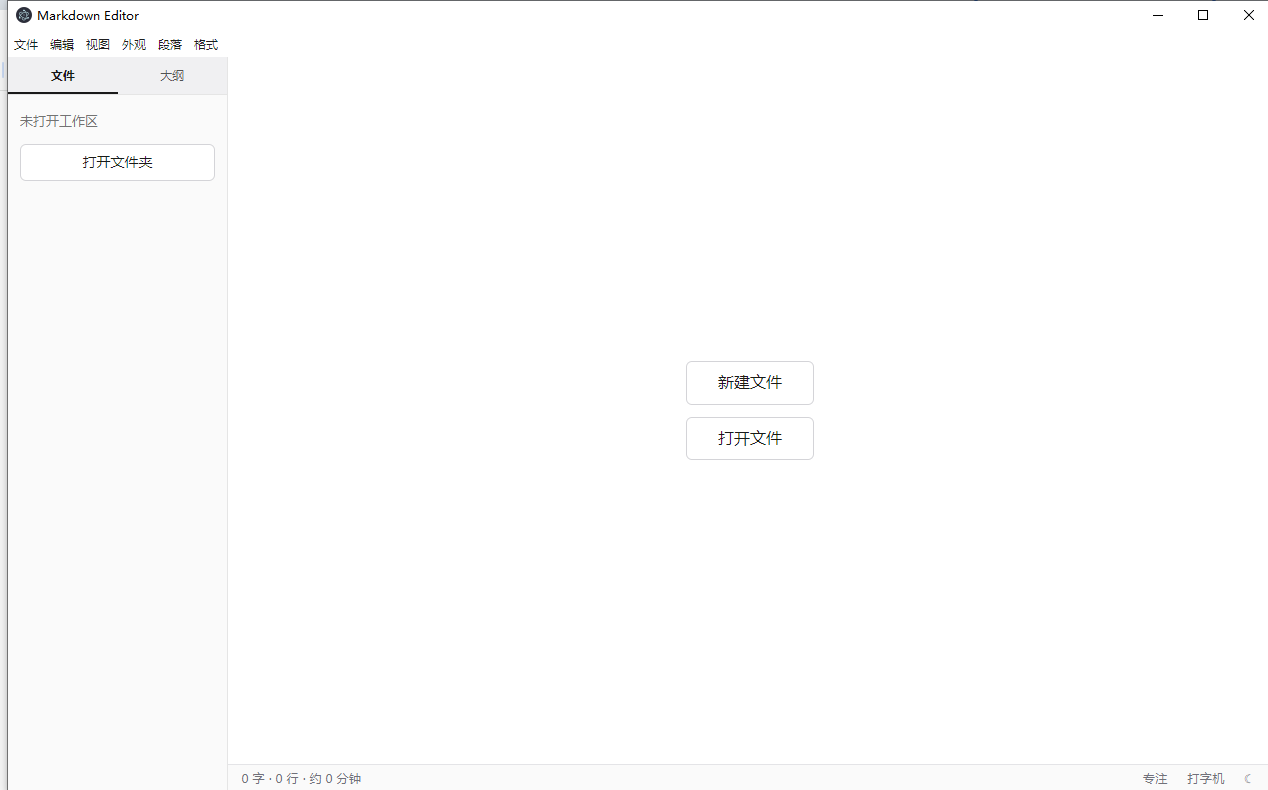 Markdown Editor
文件 编辑 视图 外观 段落 格式
文件 大纲
未打开工作区
打开文件夹
新建文件
打开文件
0 字 · 0 行 · 约 0 分钟 专注 打字机